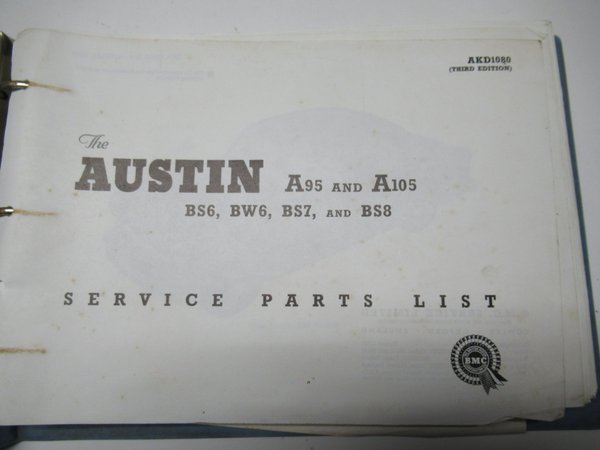 AKD1080
(THIRD EDITION)
The
AUSTIN A95 AND A105
BS6, BW6, BS7, AND BS8
SERVICE PARTS LIST
BMC